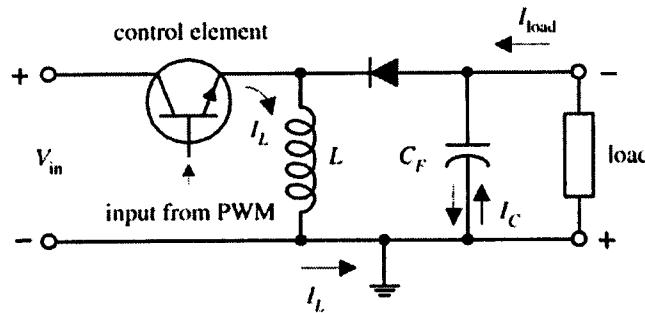 control element
I_load
+
−
V_in
I_L
L
C_F
load
input from PWM
I_C
−
+
I_L